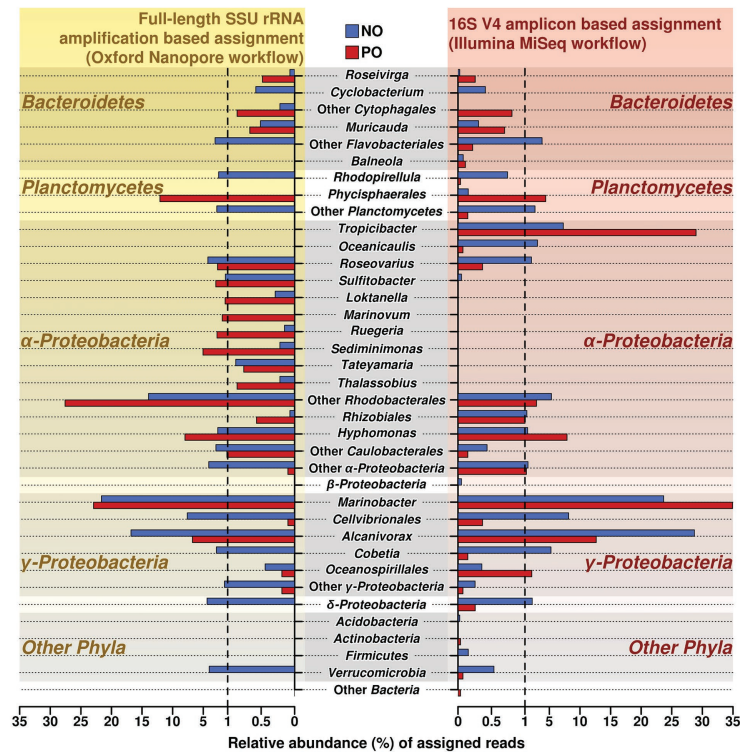 Full-length SSU rRNA
amplification based assignment
(Oxford Nanopore workflow)
NO
PO
16S V4 amplicon based assignment
(Illumina MiSeq workflow)
Bacteroidetes
Planctomycetes
α-Proteobacteria
γ-Proteobacteria
Other Phyla
Roseivirga
Cyclobacterium
Other Cytophagales
Muricauda
Other Flavobacteriales
Balneola
Rhodopirellula
Phycisphaerales
Other Planctomycetes
Tropicibacter
Oceanicaulis
Roseovarius
Sulfitobacter
Loktanella
Marinovum
Ruegeria
Sediminimonas
Tateyamaria
Thalassobius
Other Rhodobacterales
Rhizobiales
Hyphomonas
Other Caulobacterales
Other α-Proteobacteria
β-Proteobacteria
Marinobacter
Cellvibrionales
Alcanivorax
Cobetia
Oceanospirillales
Other γ-Proteobacteria
δ-Proteobacteria
Acidobacteria
Actinobacteria
Firmicutes
Verrucomicrobia
Other Bacteria
Bacteroidetes
Planctomycetes
α-Proteobacteria
γ-Proteobacteria
Other Phyla
35 30 25 20 15 10 5 1 0.5 0
0 0.5 1 5 10 15 20 25 30 35
Relative abundance (%) of assigned reads